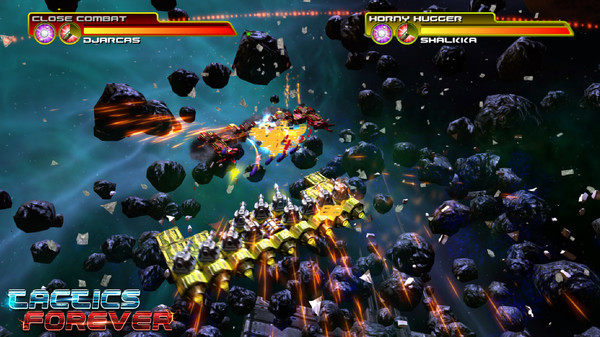 CLOSE COMBAT
DJARCAS
HORNY HUGGER
SHALKKA
TACTICS
FOREVER